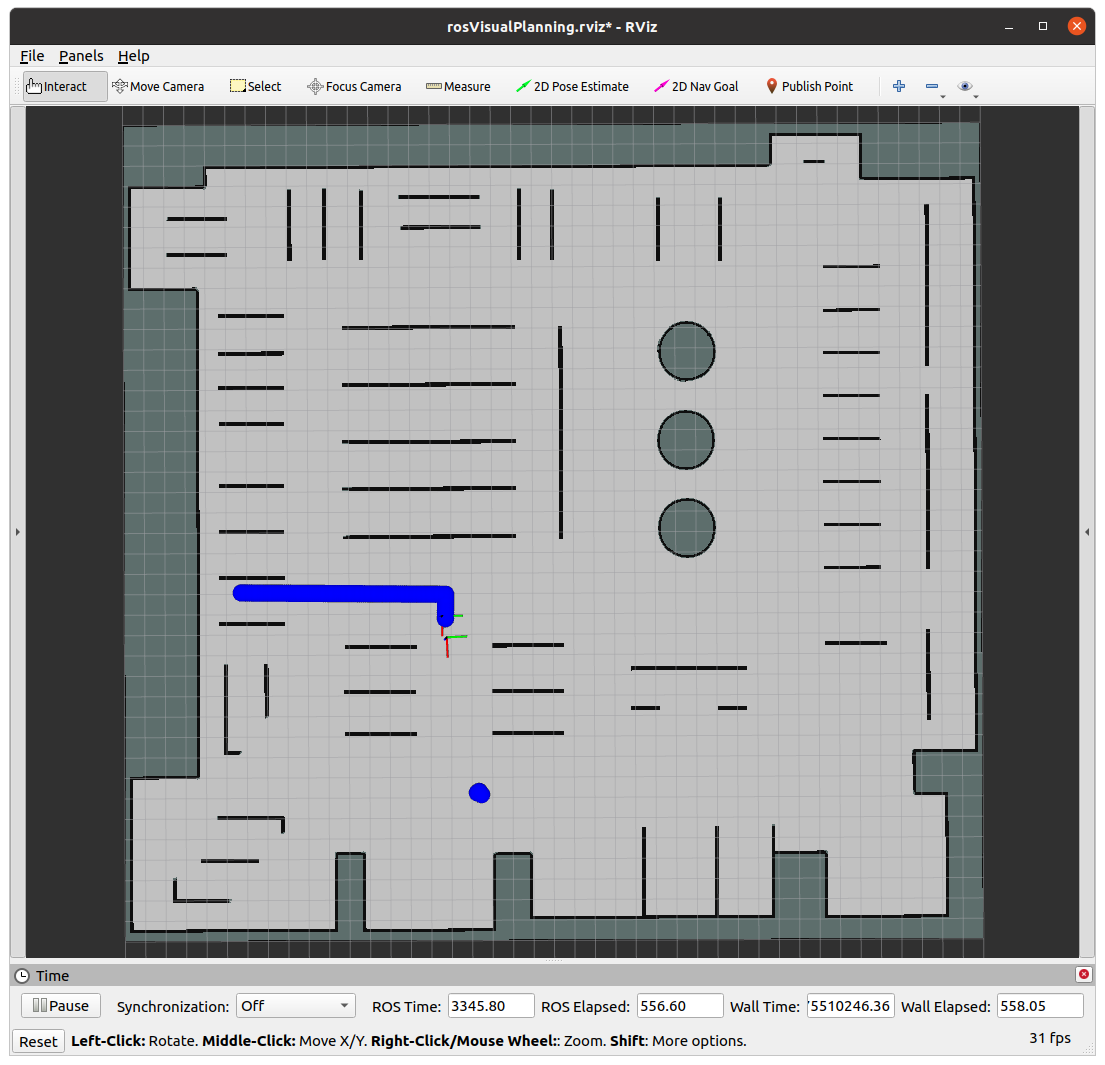 rosVisualPlanning.rviz* - RViz
File Panels Help
Interact Move Camera Select Focus Camera Measure 2D Pose Estimate 2D Nav Goal Publish Point
Time
Pause Synchronization: Off ROS Time: 3345.80 ROS Elapsed: 556.60 Wall Time: 5510246.36 Wall Elapsed: 558.05
Reset Left-Click: Rotate. Middle-Click: Move X/Y. Right-Click/Mouse Wheel:: Zoom. Shift: More options. 31 fps